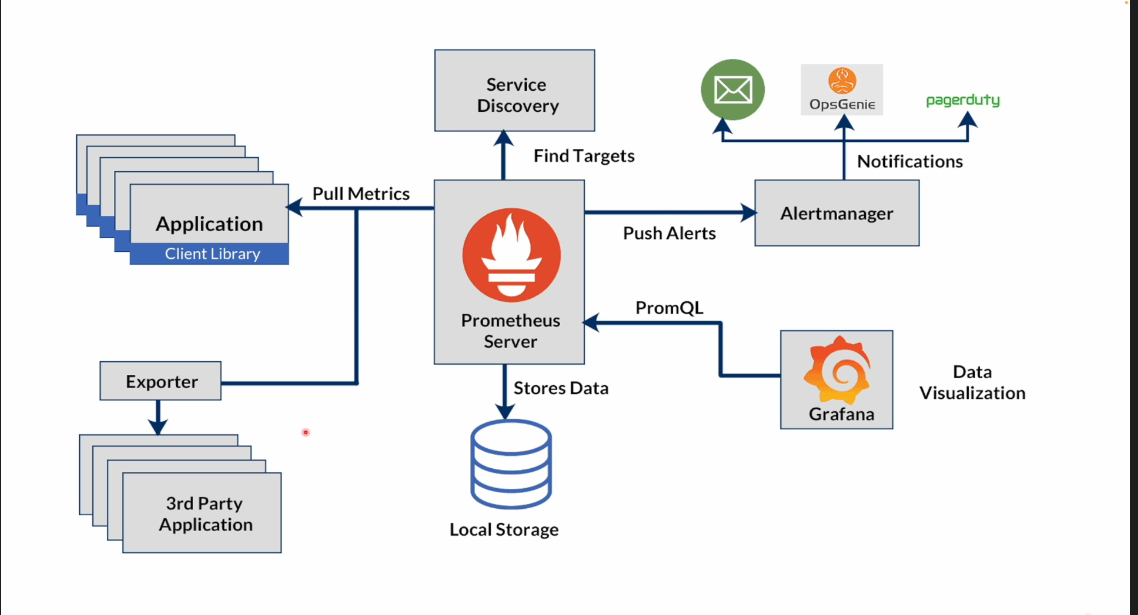 Service
Discovery
OpsGenie
pagerduty
Find Targets
Notifications
Pull Metrics
Application
Client Library
Push Alerts
Alertmanager
Prometheus
Server
PromQL
Exporter
Stores Data
Grafana
Data
Visualization
3rd Party
Application
Local Storage